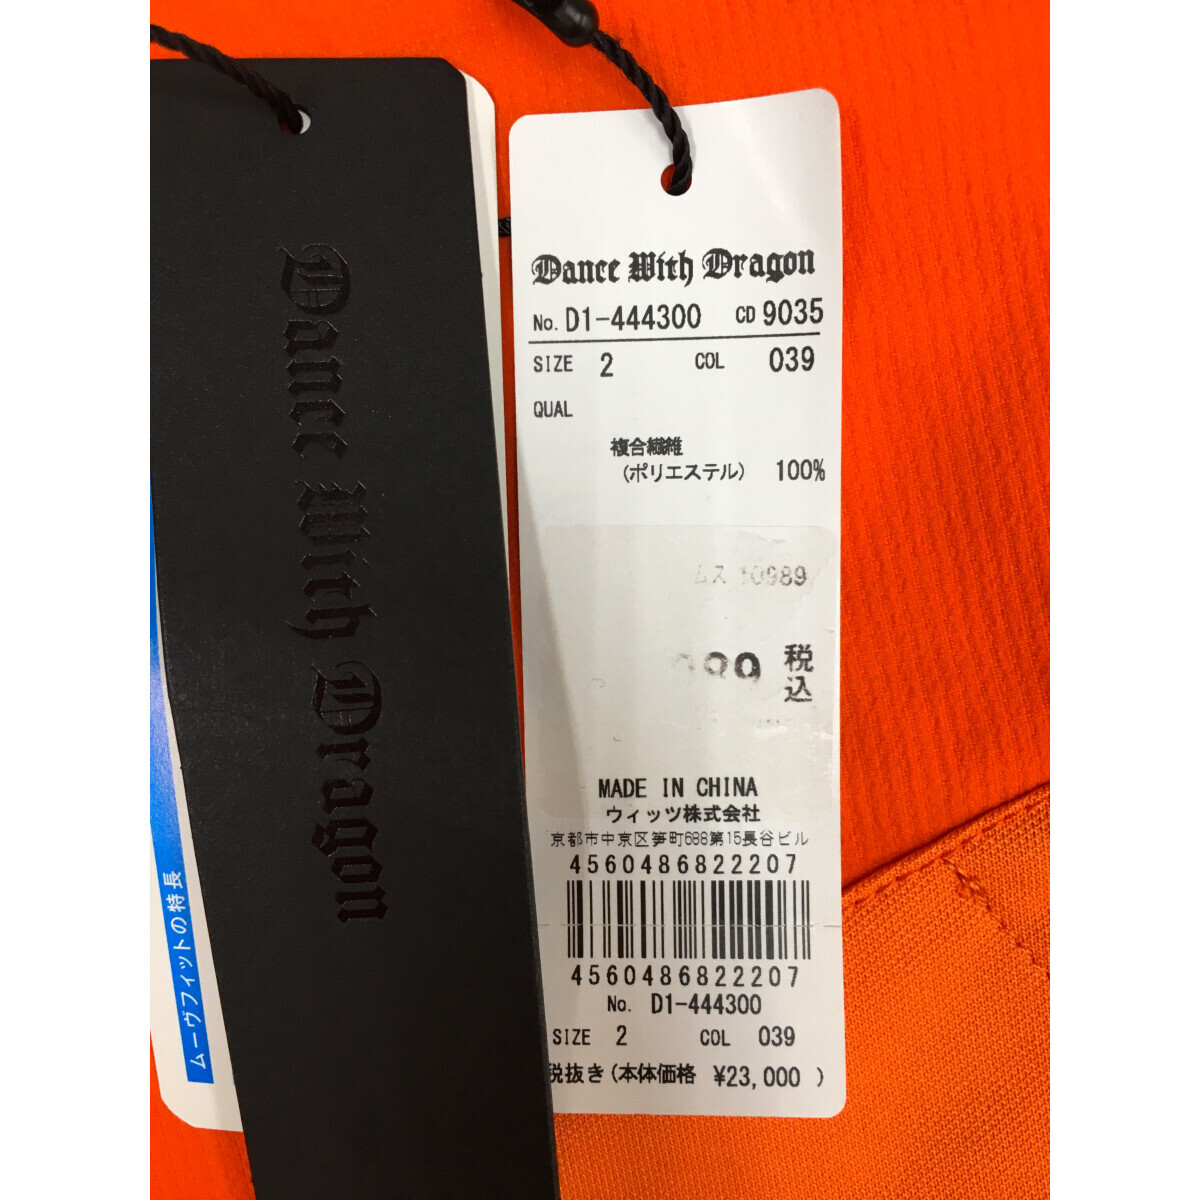 Dance With Dragon
ムーヴフィットの特長
Dance With Dragon
No. D1-444300 CD 9035
SIZE 2 COL 039
QUAL
複合繊維
(ポリエステル) 100%
ムス 10989
税込
MADE IN CHINA
ウィッツ株式会社
京都市中京区笋町688第15長谷ビル
4560486822207
4560486822207
No. D1-444300
SIZE 2 COL 039
税抜き(本体価格 ¥23,000 )